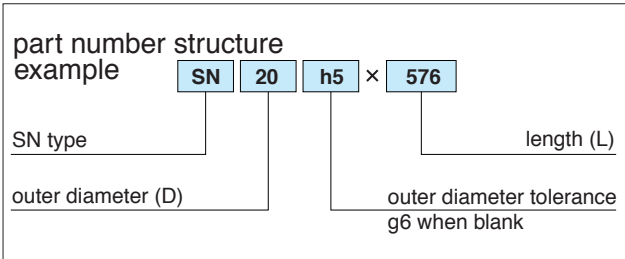 part number structure
example
SN 20 h5 × 576
SN type
length (L)
outer diameter (D)
outer diameter tolerance
g6 when blank